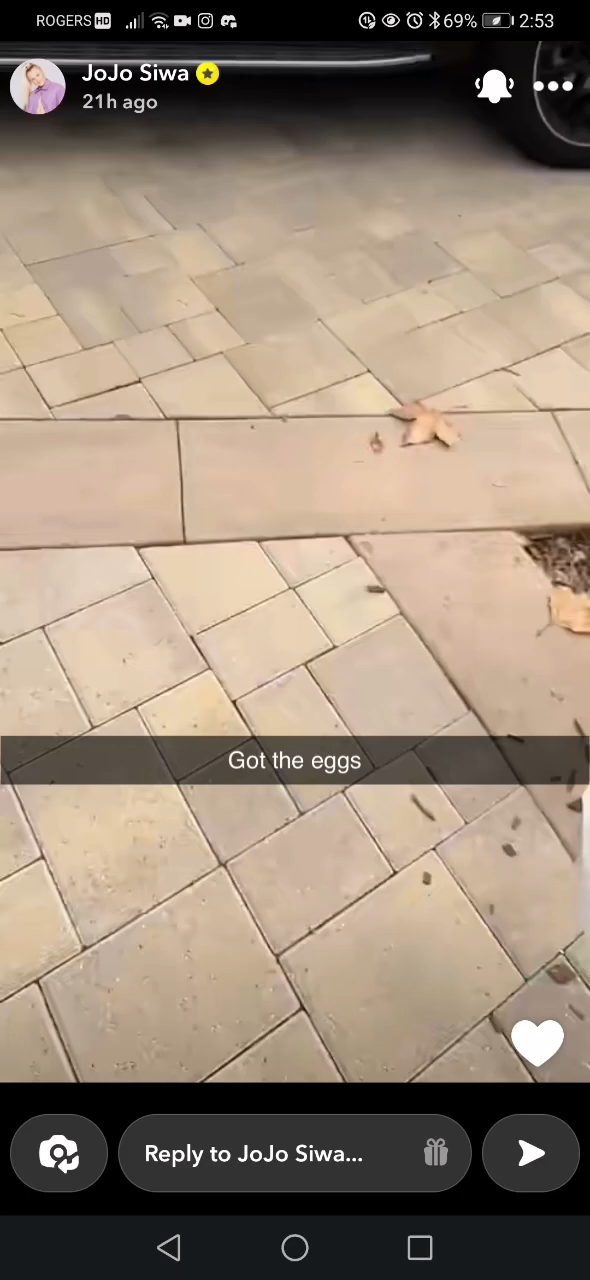 ROGERS HD 69% 2:53
JoJo Siwa
21h ago
Got the eggs
Reply to JoJo Siwa...